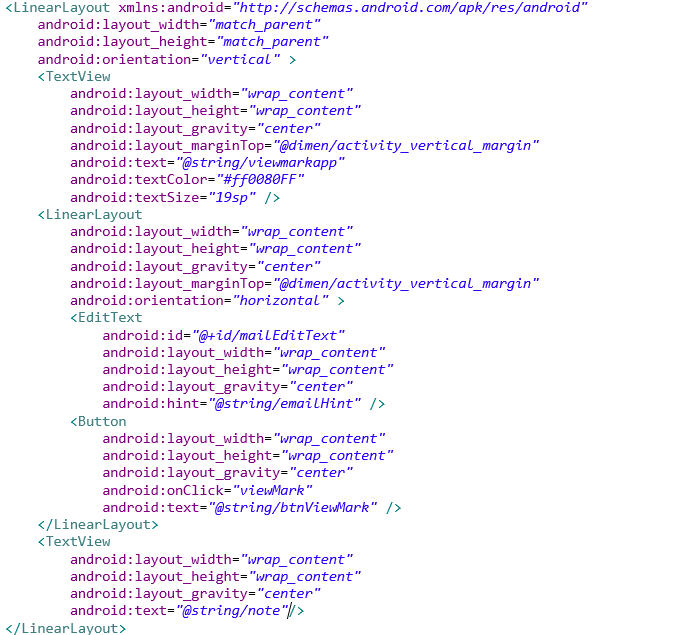 <LinearLayout xmlns:android="http://schemas.android.com/apk/res/android"
    android:layout_width="match_parent"
    android:layout_height="match_parent"
    android:orientation="vertical" >
    <TextView
        android:layout_width="wrap_content"
        android:layout_height="wrap_content"
        android:layout_gravity="center"
        android:layout_marginTop="@dimen/activity_vertical_margin"
        android:text="@string/viewmarkapp"
        android:textColor="#ff0080FF"
        android:textSize="19sp" />
    <LinearLayout
        android:layout_width="wrap_content"
        android:layout_height="wrap_content"
        android:layout_gravity="center"
        android:layout_marginTop="@dimen/activity_vertical_margin"
        android:orientation="horizontal" >
        <EditText
            android:id="@+id/mailEditText"
            android:layout_width="wrap_content"
            android:layout_height="wrap_content"
            android:layout_gravity="center"
            android:hint="@string/emailHint" />
        <Button
            android:layout_width="wrap_content"
            android:layout_height="wrap_content"
            android:layout_gravity="center"
            android:onClick="viewMark"
            android:text="@string/btnViewMark" />
    </LinearLayout>
    <TextView
        android:layout_width="wrap_content"
        android:layout_height="wrap_content"
        android:layout_gravity="center"
        android:text="@string/note"/>
</LinearLayout>